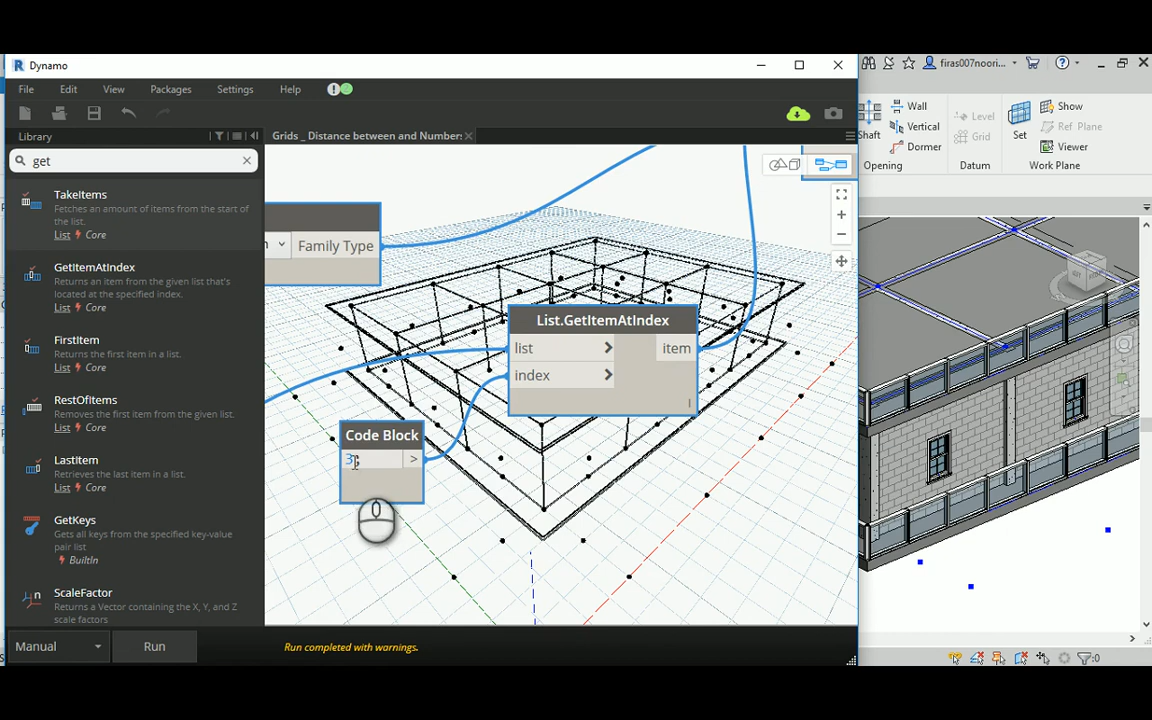 R Dynamo
File Edit View Packages Settings Help !
Library
Grids _ Distance between and Number:
get
TakeItems
Fetches an amount of items from the start of
the list.
List Core
GetItemAtIndex
Returns an item from the given list that's
located at the specified index.
List Core
FirstItem
Returns the first item in a list.
List Core
RestOfItems
Removes the first item from the given list.
List Core
LastItem
Retrieves the last item in a list.
List Core
GetKeys
Gets all keys from the specified key-value
pair list
BuiltIn
ScaleFactor
Returns a Vector containing the X, Y, and Z
scale factors
Family Type
List.GetItemAtIndex
list > item
index >
Code Block
3; >
Manual Run Run completed with warnings.
firas007noori...
Wall
Vertical
Dormer
Opening
Level
Grid
Datum
Set
Show
Ref Plane
Viewer
Work Plane
:0